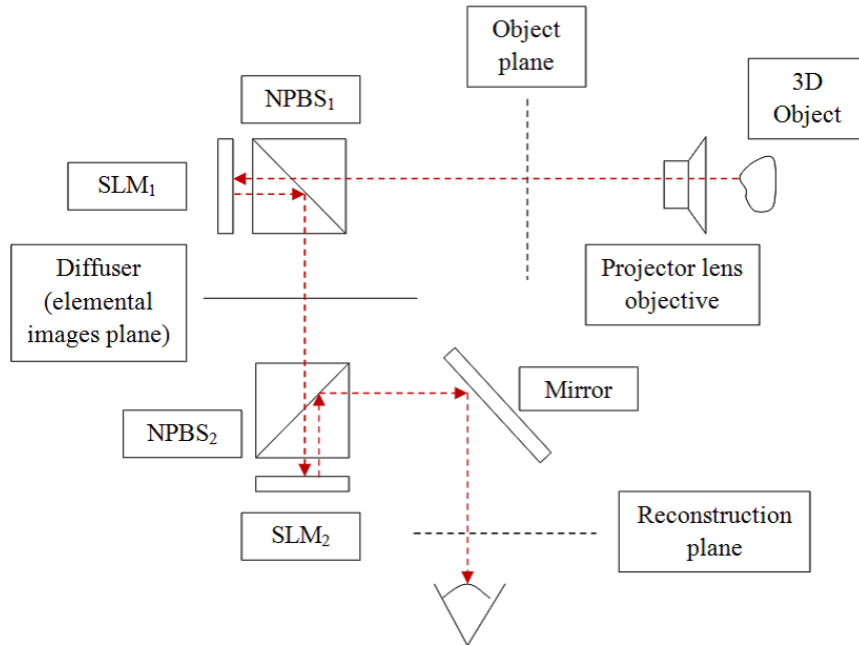 Object
plane
3D
Object
NPBS₁
SLM₁
Projector lens
objective
Diffuser
(elemental
images plane)
Mirror
NPBS₂
SLM₂
Reconstruction
plane